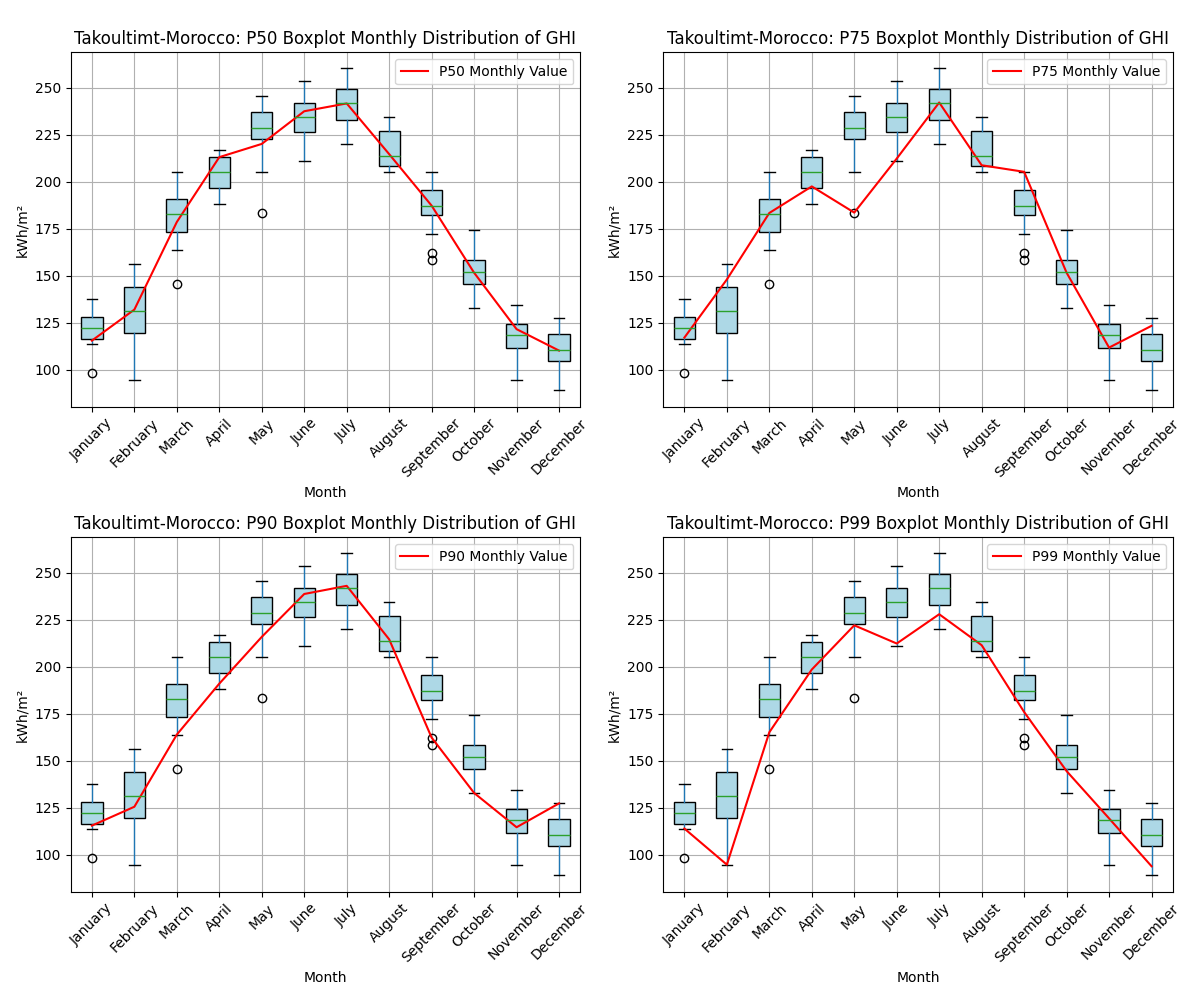 Takoultimt-Morocco: P50 Boxplot Monthly Distribution of GHI
P50 Monthly Value
kWh/m²
250
225
200
175
150
125
100
January
February
March
April
May
June
July
August
September
October
November
December
Month
Takoultimt-Morocco: P75 Boxplot Monthly Distribution of GHI
P75 Monthly Value
kWh/m²
250
225
200
175
150
125
100
January
February
March
April
May
June
July
August
September
October
November
December
Month
Takoultimt-Morocco: P90 Boxplot Monthly Distribution of GHI
P90 Monthly Value
kWh/m²
250
225
200
175
150
125
100
January
February
March
April
May
June
July
August
September
October
November
December
Month
Takoultimt-Morocco: P99 Boxplot Monthly Distribution of GHI
P99 Monthly Value
kWh/m²
250
225
200
175
150
125
100
January
February
March
April
May
June
July
August
September
October
November
December
Month